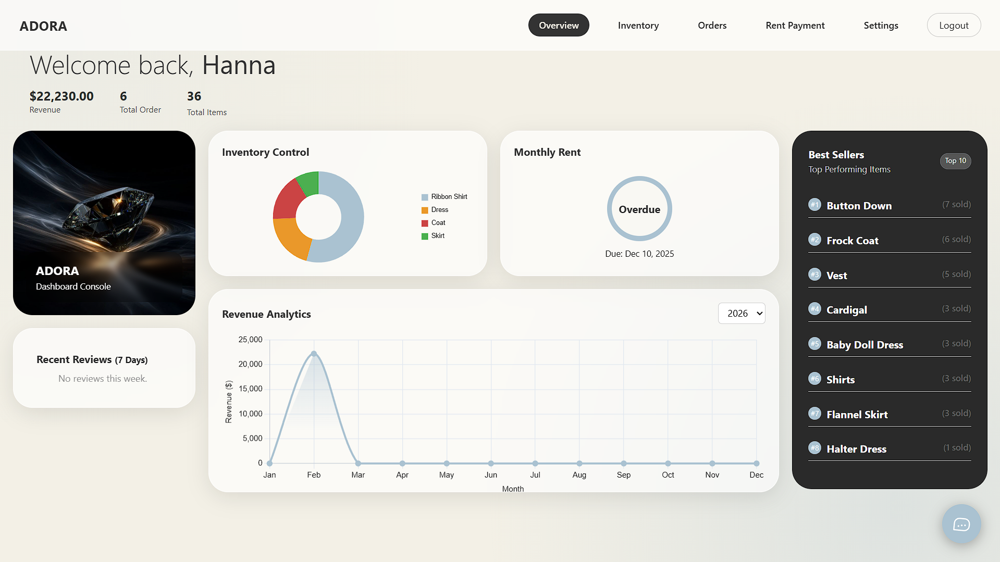 ADORA
Overview
Inventory
Orders
Rent Payment
Settings
Logout
Welcome back, Hanna
$22,230.00
Revenue
6
Total Order
36
Total Items
ADORA
Dashboard Console
Recent Reviews (7 Days)
No reviews this week.
Inventory Control
Ribbon Shirt
Dress
Coat
Skirt
Monthly Rent
Overdue
Due: Dec 10, 2025
Revenue Analytics
2026
25,000
20,000
15,000
10,000
5,000
0
Revenue ($)
Jan Feb Mar Apr May Jun Jul Aug Sep Oct Nov Dec
Month
Best Sellers
Top Performing Items
Top 10
#1 Button Down (7 sold)
#2 Frock Coat (6 sold)
#3 Vest (5 sold)
#4 Cardigal (3 sold)
#5 Baby Doll Dress (3 sold)
#6 Shirts (3 sold)
#7 Flannel Skirt (3 sold)
#8 Halter Dress (1 sold)